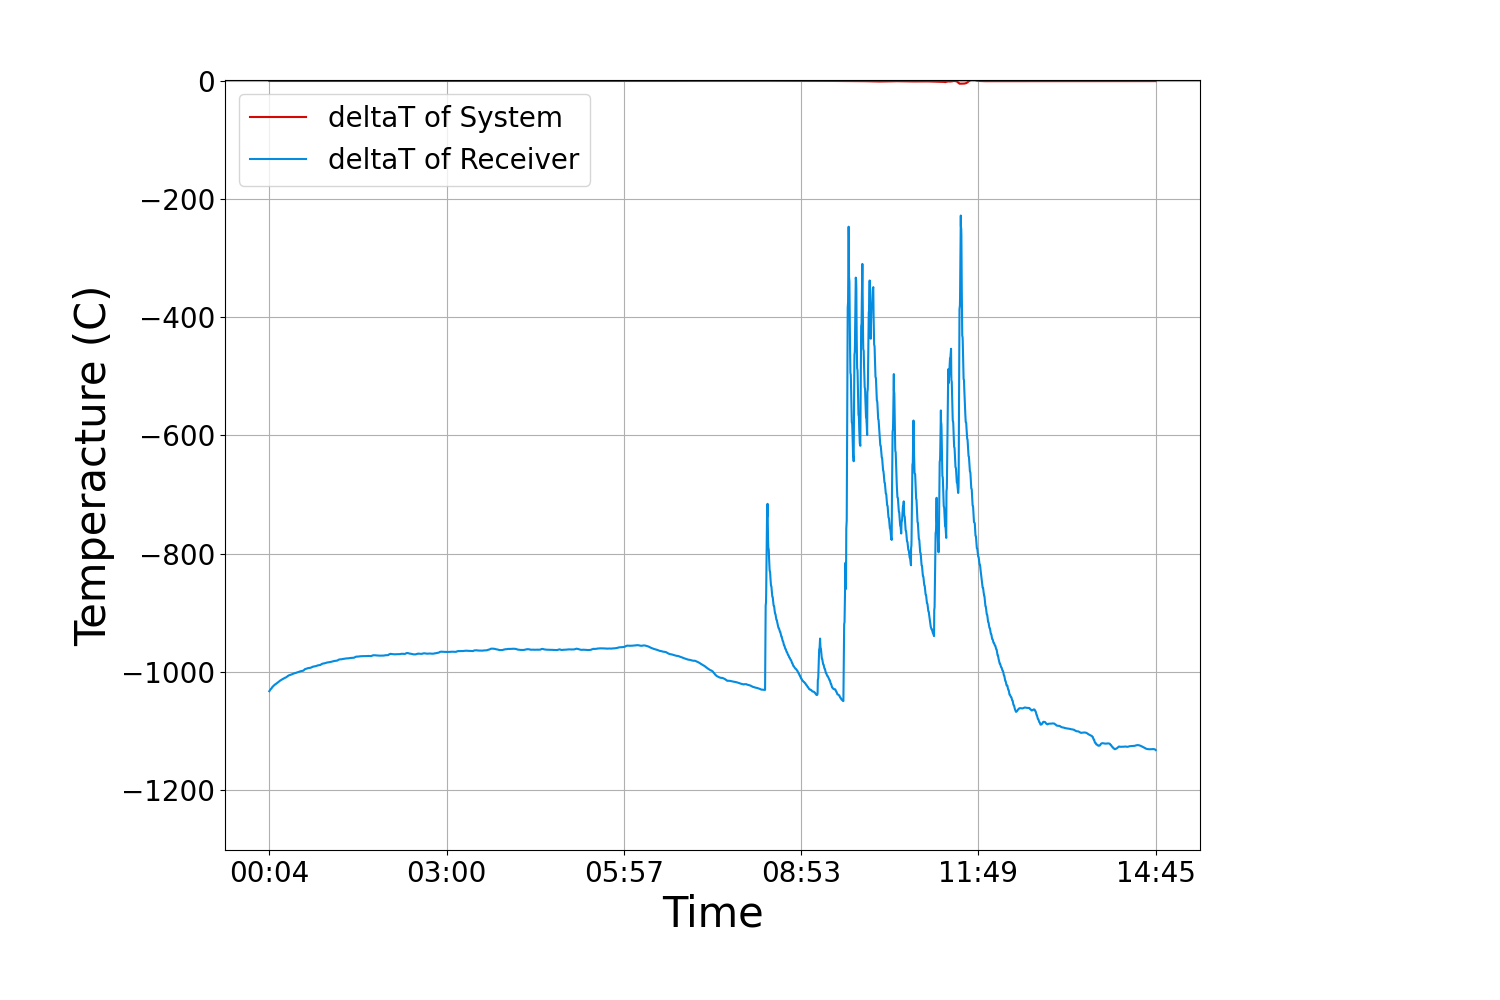 0
deltaT of System
deltaT of Receiver
−200
−400
−600
−800
−1000
−1200
Temperacture (C)
00:04 03:00 05:57 08:53 11:49 14:45
Time